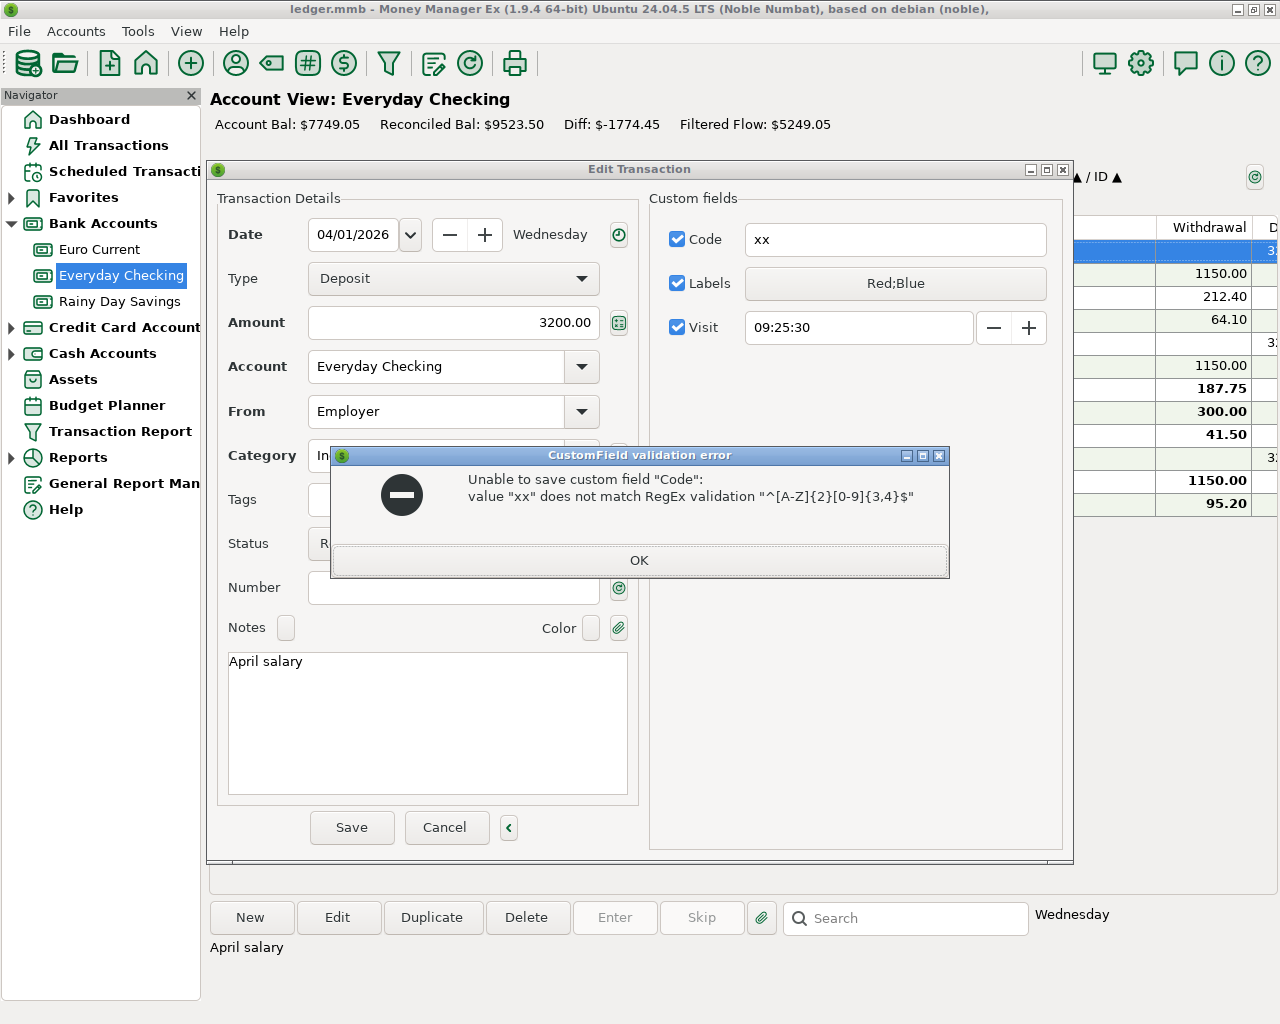 ledger.mmb - Money Manager Ex (1.9.4 64-bit) Ubuntu 24.04.5 LTS (Noble Numbat), based on debian (noble),
File Accounts Tools View Help
Navigator
Dashboard
All Transactions
Scheduled Transacti
Favorites
Bank Accounts
Euro Current
Everyday Checking
Rainy Day Savings
Credit Card Account
Cash Accounts
Assets
Budget Planner
Transaction Report
Reports
General Report Man
Help
Account View: Everyday Checking
Account Bal: $7749.05 Reconciled Bal: $9523.50 Diff: $-1774.45 Filtered Flow: $5249.05
▲ / ID ▲
Withdrawal D
32
1150.00
212.40
64.10
32
1150.00
187.75
300.00
41.50
32
1150.00
95.20
Edit Transaction
Transaction Details
Date 04/01/2026 Wednesday
Type Deposit
Amount 3200.00
Account Everyday Checking
From Employer
Category In
Tags
Status R
Number
Notes Color
April salary
Save Cancel <
Custom fields
Code xx
Labels Red;Blue
Visit 09:25:30
CustomField validation error
Unable to save custom field "Code":
value "xx" does not match RegEx validation "^[A-Z]{2}[0-9]{3,4}$"
OK
New Edit Duplicate Delete Enter Skip Search Wednesday
April salary